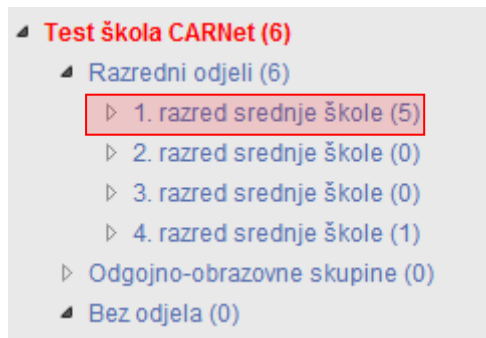 Test škola CARNet (6)
Razredni odjeli (6)
1. razred srednje škole (5)
2. razred srednje škole (0)
3. razred srednje škole (0)
4. razred srednje škole (1)
Odgojno-obrazovne skupine (0)
Bez odjela (0)